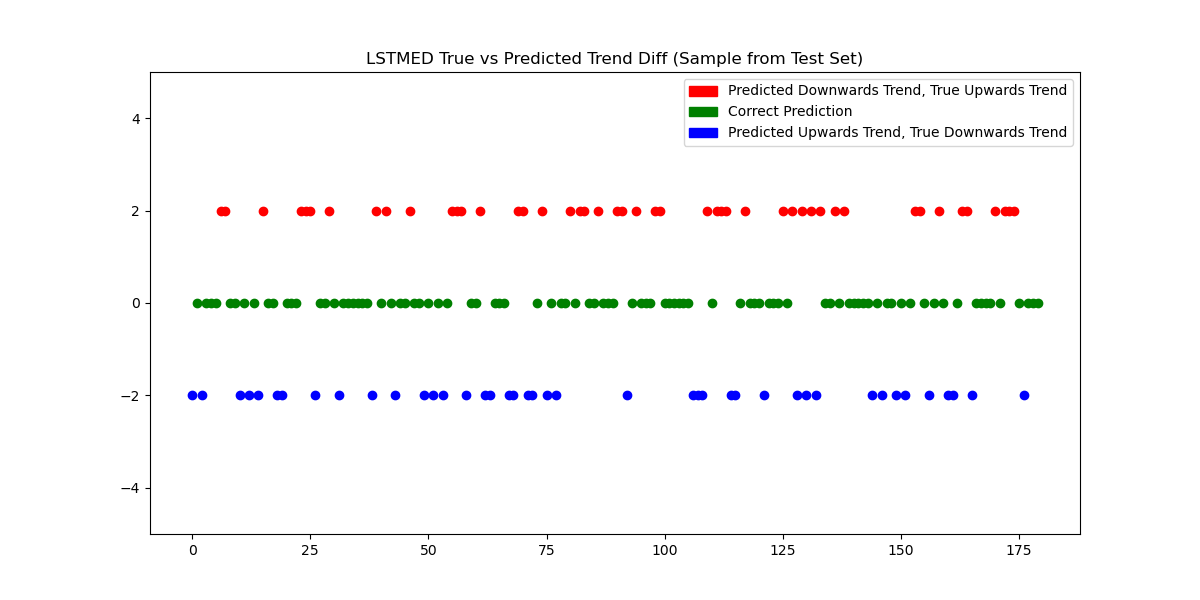 LSTMED True vs Predicted Trend Diff (Sample from Test Set)
Predicted Downwards Trend, True Upwards Trend
Correct Prediction
Predicted Upwards Trend, True Downwards Trend
4
2
0
−2
−4
0 25 50 75 100 125 150 175